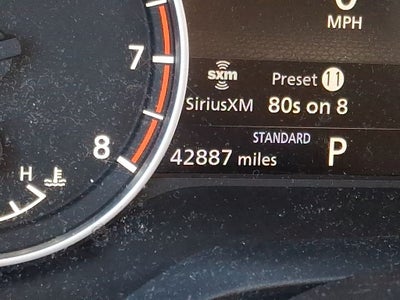 MPH
7
sxm
Preset 11
SiriusXM 80s on 8
STANDARD
8
42887 miles
P
H